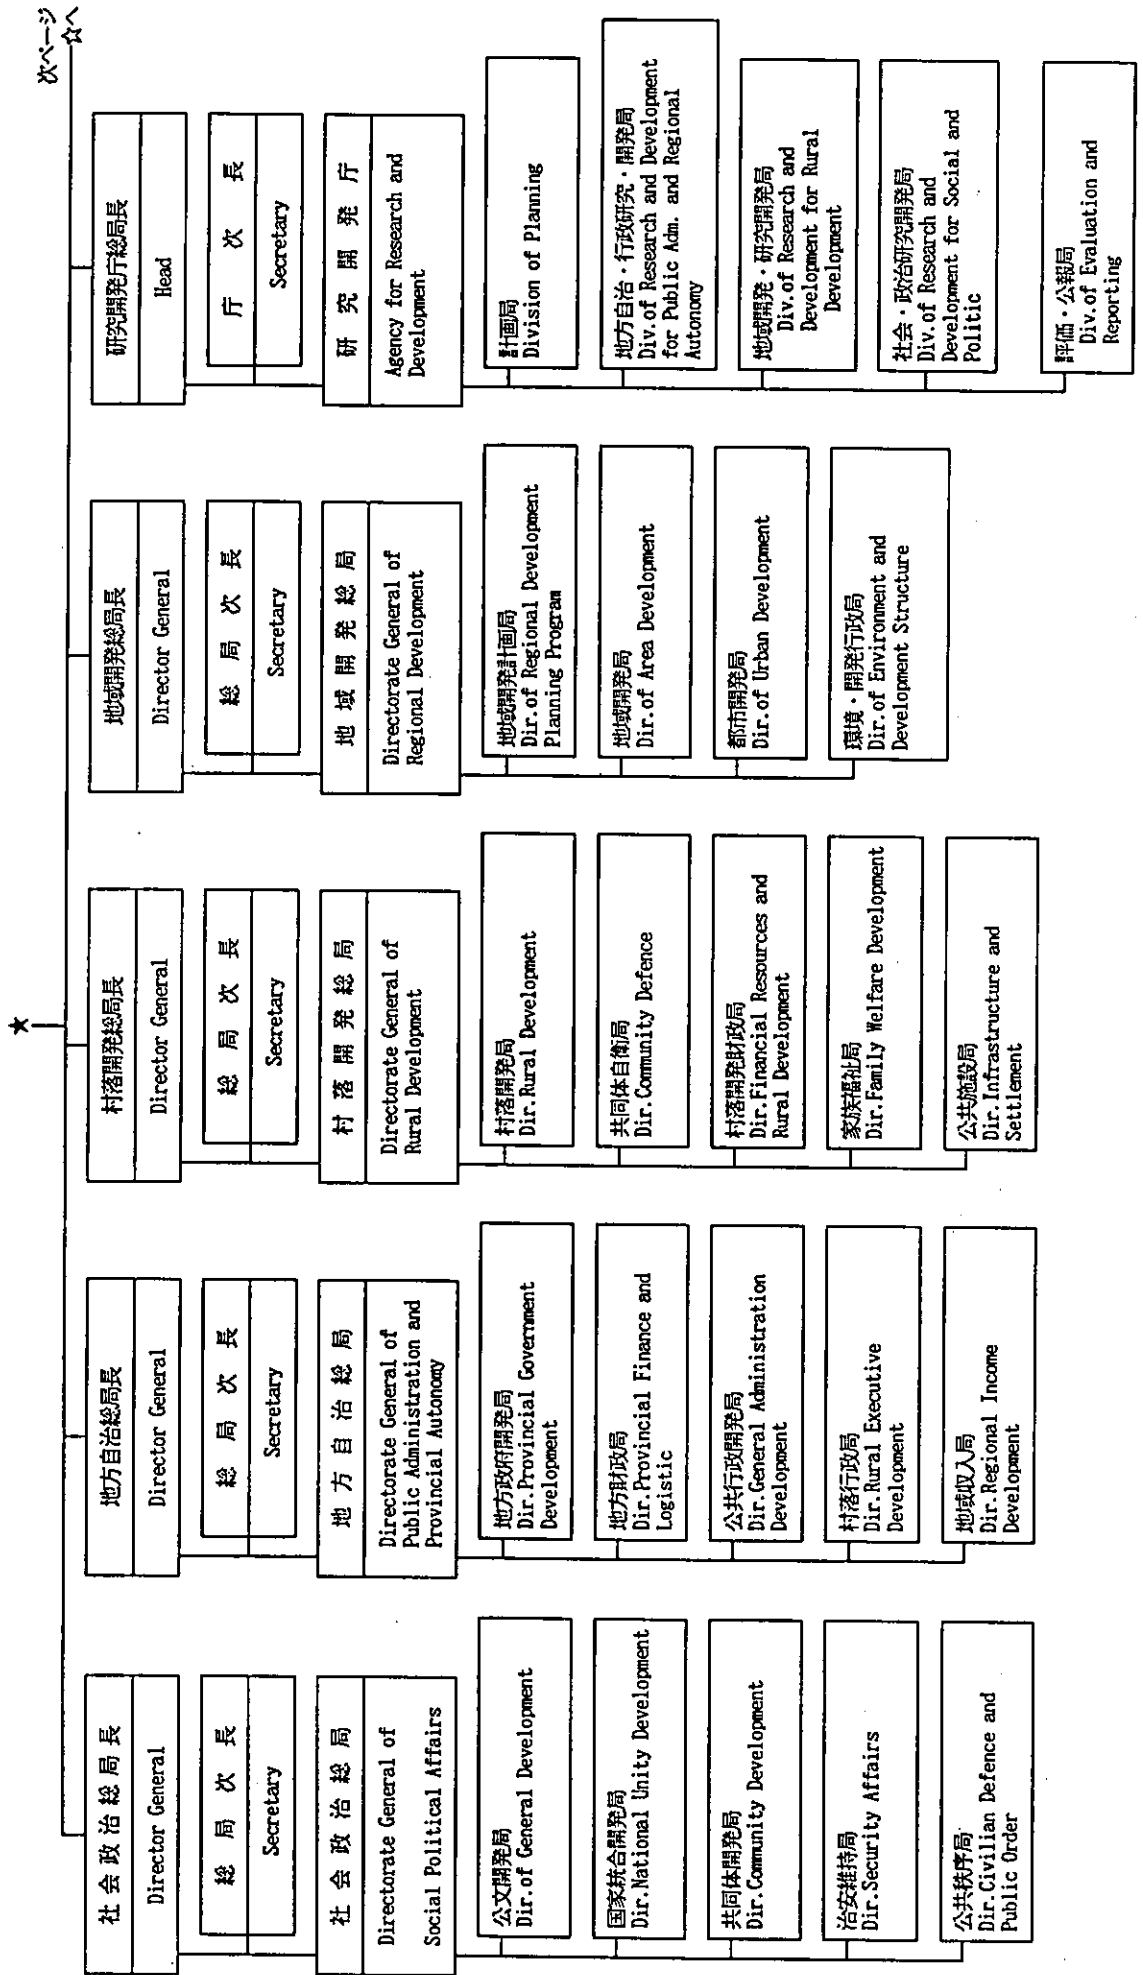 ★
次ページ
☆へ
社会政治総局長
Director General
総局次長
Secretary
社会政治総局
Directorate General of
Social Political Affairs
公文開発局
Dir.of General Development
国家統合開発局
Dir.National Unity Development
共同体開発局
Dir.Community Development
治安維持局
Dir.Security Affairs
公共秩序局
Dir.Civilian Defence and
Public Order
地方自治総局長
Director General
総局次長
Secretary
地方自治総局
Directorate General of
Public Administration and
Provincial Autonomy
地方政府開発局
Dir.Provincial Government
Development
地方財政局
Dir.Provincial Finance and
Logistic
公共行政開発局
Dir.General Administration
Development
村落行政局
Dir.Rural Executive
Development
地域収入局
Dir.Regional Income
Development
村落開発総局長
Director General
総局次長
Secretary
村落開発総局
Directorate General of
Rural Development
村落開発局
Dir.Rural Development
共同体自衛局
Dir.Community Defence
村落開発財政局
Dir.Financial Resources and
Rural Development
家族福祉局
Dir.Family Welfare Development
公共施設局
Dir.Infrastructure and
Settlement
地域開発総局長
Director General
総局次長
Secretary
地域開発総局
Directorate General of
Regional Development
地域開発計画局
Dir.of Regional Development
Planning Program
地域開発局
Dir.of Area Development
都市開発局
Dir.of Urban Development
環境・開発行政局
Dir.of Environment and
Development Structure
研究開発庁総局長
Head
庁次長
Secretary
研究開発庁
Agency for Research and
Development
計画局
Division of Planning
地方自治・行政研究・開発局
Div.of Research and Development
for Public Adm. and Regional
Autonomy
地域開発・研究開発局
Div.of Research and
Development for Rural
Development
社会・政治研究開発局
Div.of Research and
Development for Social and
Politic
評価・公報局
Div.of Evaluation and
Reporting